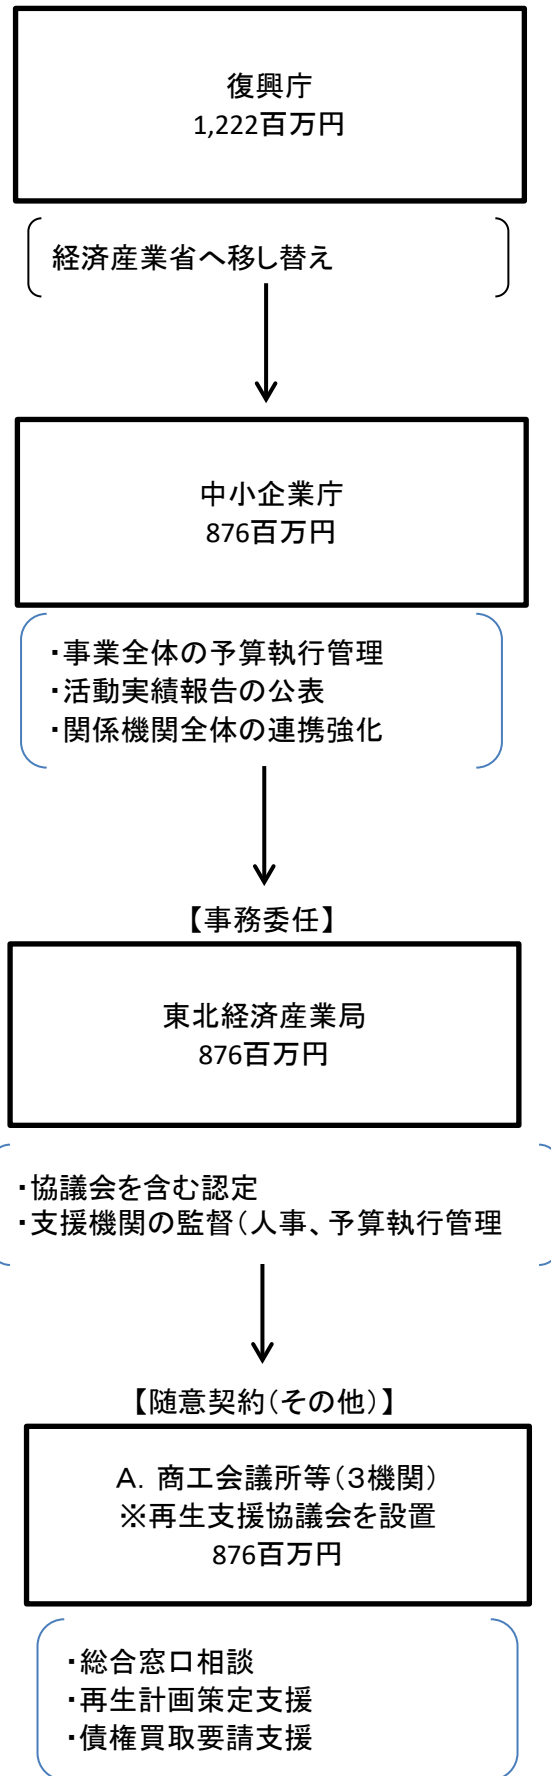 復興庁
1,222百万円
経済産業省へ移し替え
中小企業庁
876百万円
・事業全体の予算執行管理
・活動実績報告の公表
・関係機関全体の連携強化
【事務委任】
東北経済産業局
876百万円
・協議会を含む認定
・支援機関の監督（人事、予算執行管理
【随意契約（その他）】
A．商工会議所等（３機関）
※再生支援協議会を設置
876百万円
・総合窓口相談
・再生計画策定支援
・債権買取要請支援